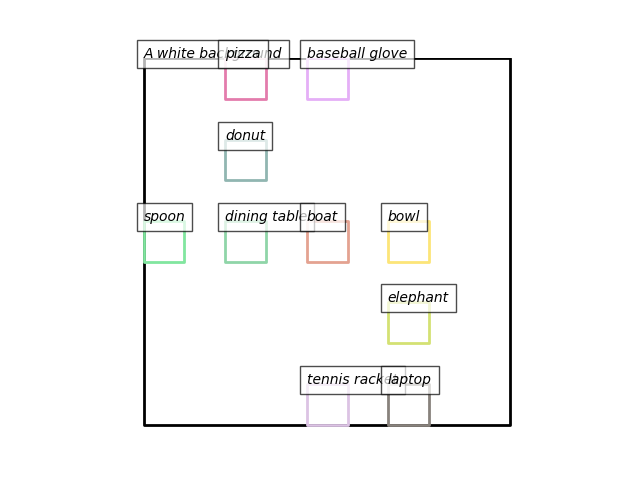 A white background
pizza
baseball glove
donut
spoon
dining table
boat
bowl
elephant
tennis racket
laptop